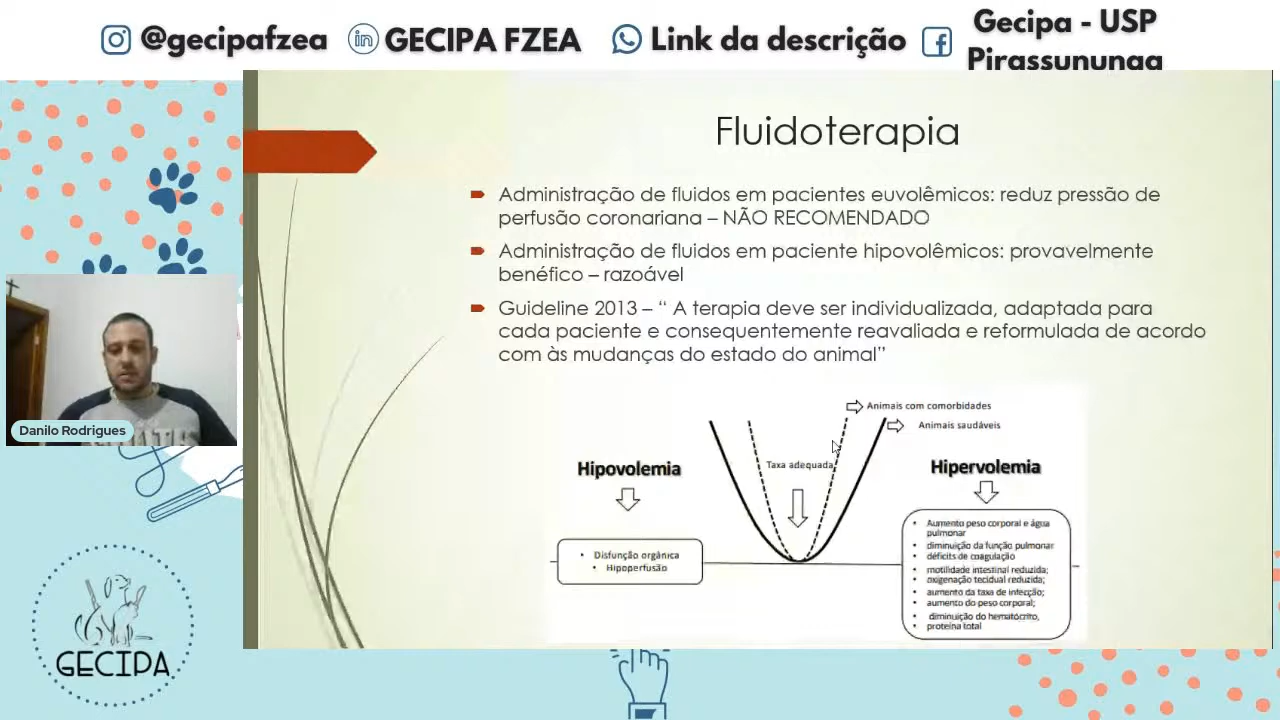 @gecipafzea
in GECIPA FZEA
Link da descrição
Gecipa - USP
Pirassununga
Fluidoterapia
Administração de fluidos em pacientes euvolêmicos: reduz pressão de
perfusão coronariana – NÃO RECOMENDADO
Administração de fluidos em paciente hipovolêmicos: provavelmente
benéfico – razoável
Guideline 2013 – “ A terapia deve ser individualizada, adaptada para
cada paciente e consequentemente reavaliada e reformulada de acordo
com às mudanças do estado do animal”
Animais com comorbidades
Animais saudáveis
Taxa adequada
Hipovolemia
• Disfunção orgânica
• Hipoperfusão
Hipervolemia
• Aumento peso corporal e água
pulmonar
• diminuição da função pulmonar
• déficits de coagulação
• motilidade intestinal reduzida;
• oxigenação tecidual reduzida;
• aumento da taxa de infecção;
• aumento do peso corporal;
• diminuição do hematócrito,
• proteína total
Danilo Rodrigues
GECIPA